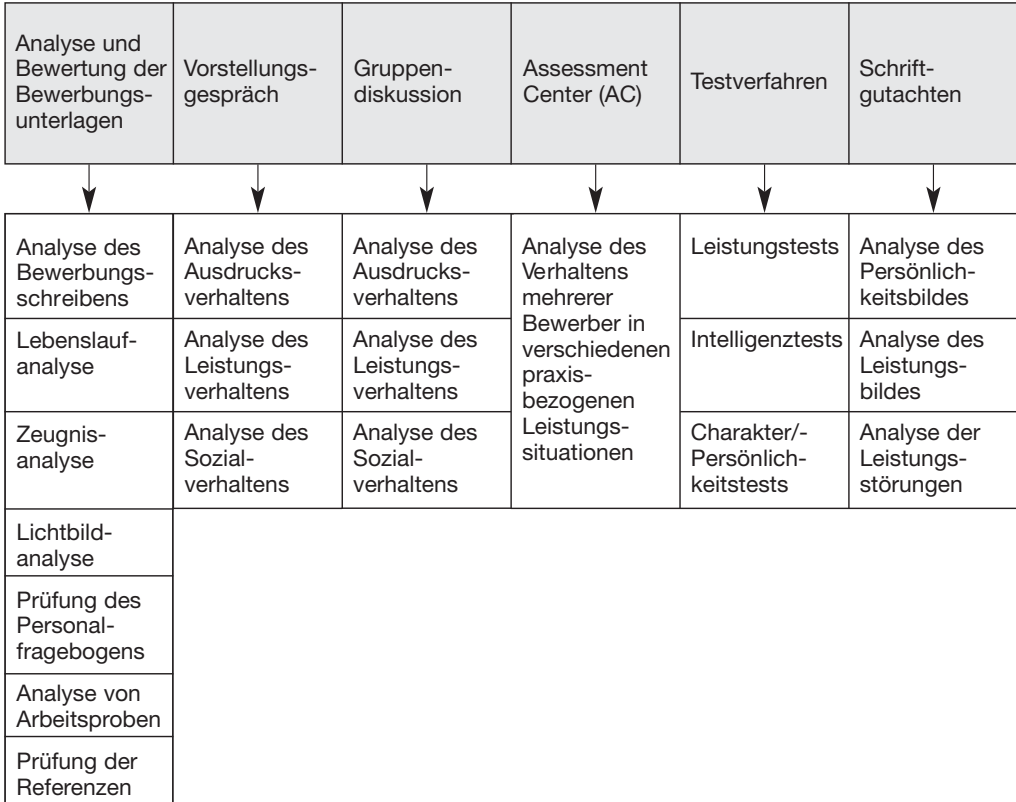 Analyse und
Bewertung der
Bewerbungs-
unterlagen
Vorstellungs-
gespräch
Gruppen-
diskussion
Assessment
Center (AC)
Testverfahren
Schrift-
gutachten
Analyse des
Bewerbungs-
schreibens
Lebenslauf-
analyse
Zeugnis-
analyse
Lichtbild-
analyse
Prüfung des
Personal-
fragebogens
Analyse von
Arbeitsproben
Prüfung der
Referenzen
Analyse des
Ausdrucks-
verhaltens
Analyse des
Leistungs-
verhaltens
Analyse des
Sozial-
verhaltens
Analyse des
Ausdrucks-
verhaltens
Analyse des
Leistungs-
verhaltens
Analyse des
Sozial-
verhaltens
Analyse des
Verhaltens
mehrerer
Bewerber in
verschiedenen
praxis-
bezogenen
Leistungs-
situationen
Leistungstests
Intelligenztests
Charakter/-
Persönlich-
keitstests
Analyse des
Persönlich-
keitsbildes
Analyse des
Leistungs-
bildes
Analyse der
Leistungs-
störungen